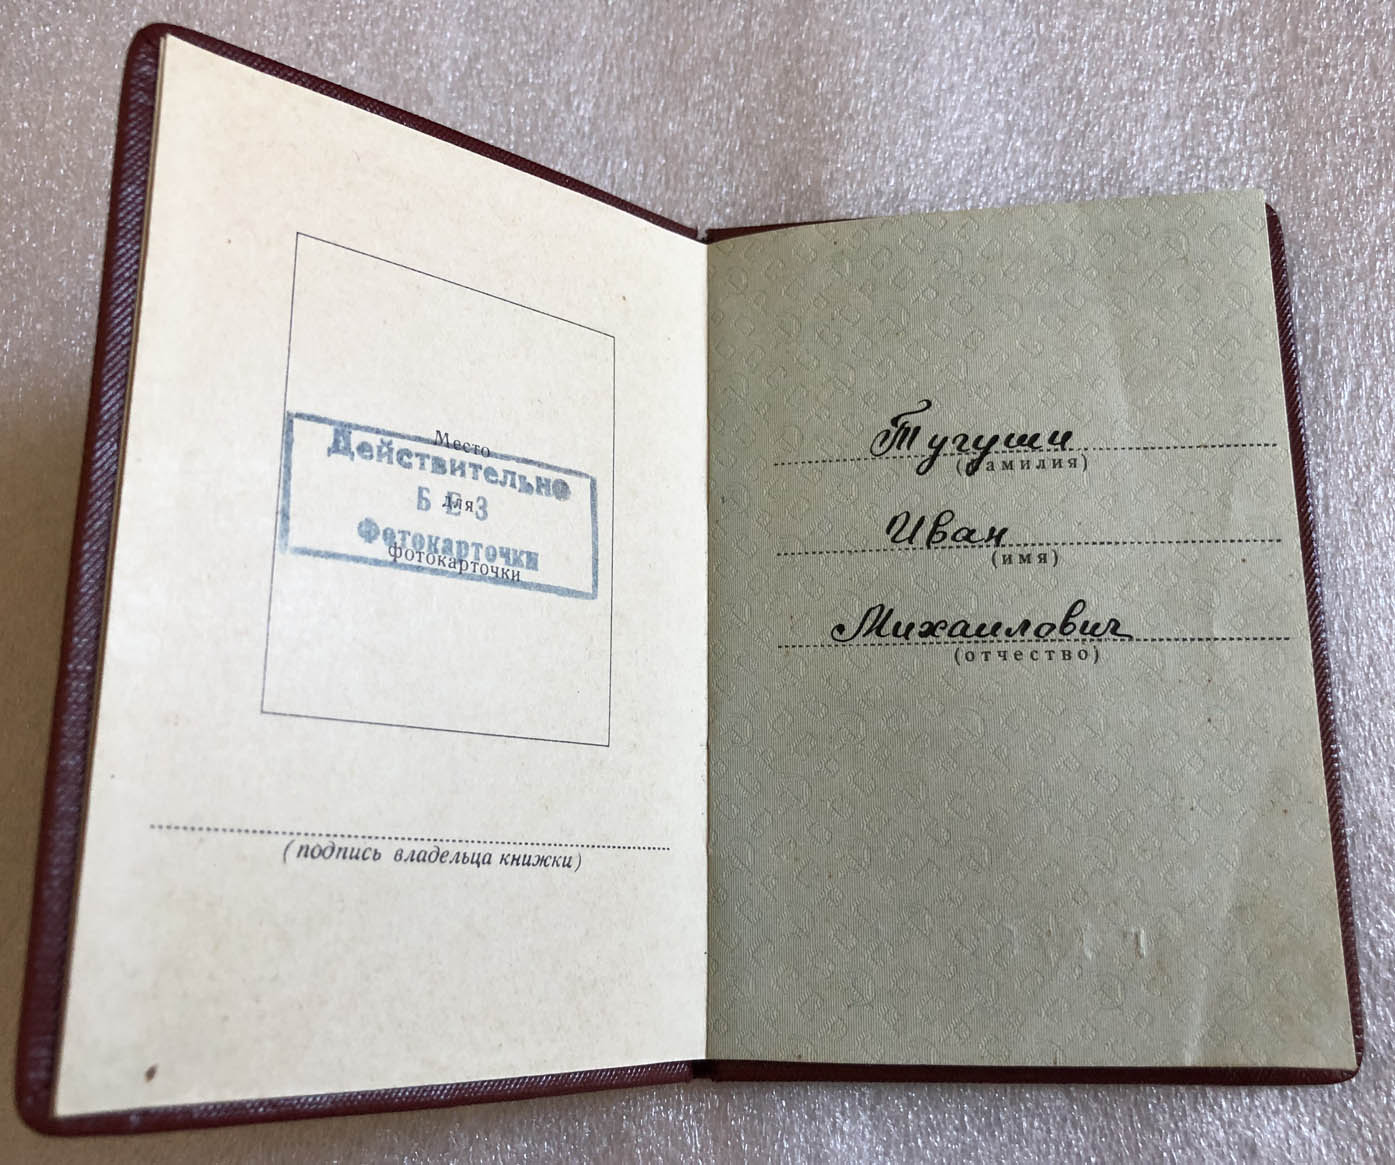 Место
Действительно
для
БЕЗ
Фотокарточки
фотокарточки
(подпись владельца книжки)
Тугуши
(фамилия)
Иван
(имя)
Михаилович
(отчество)